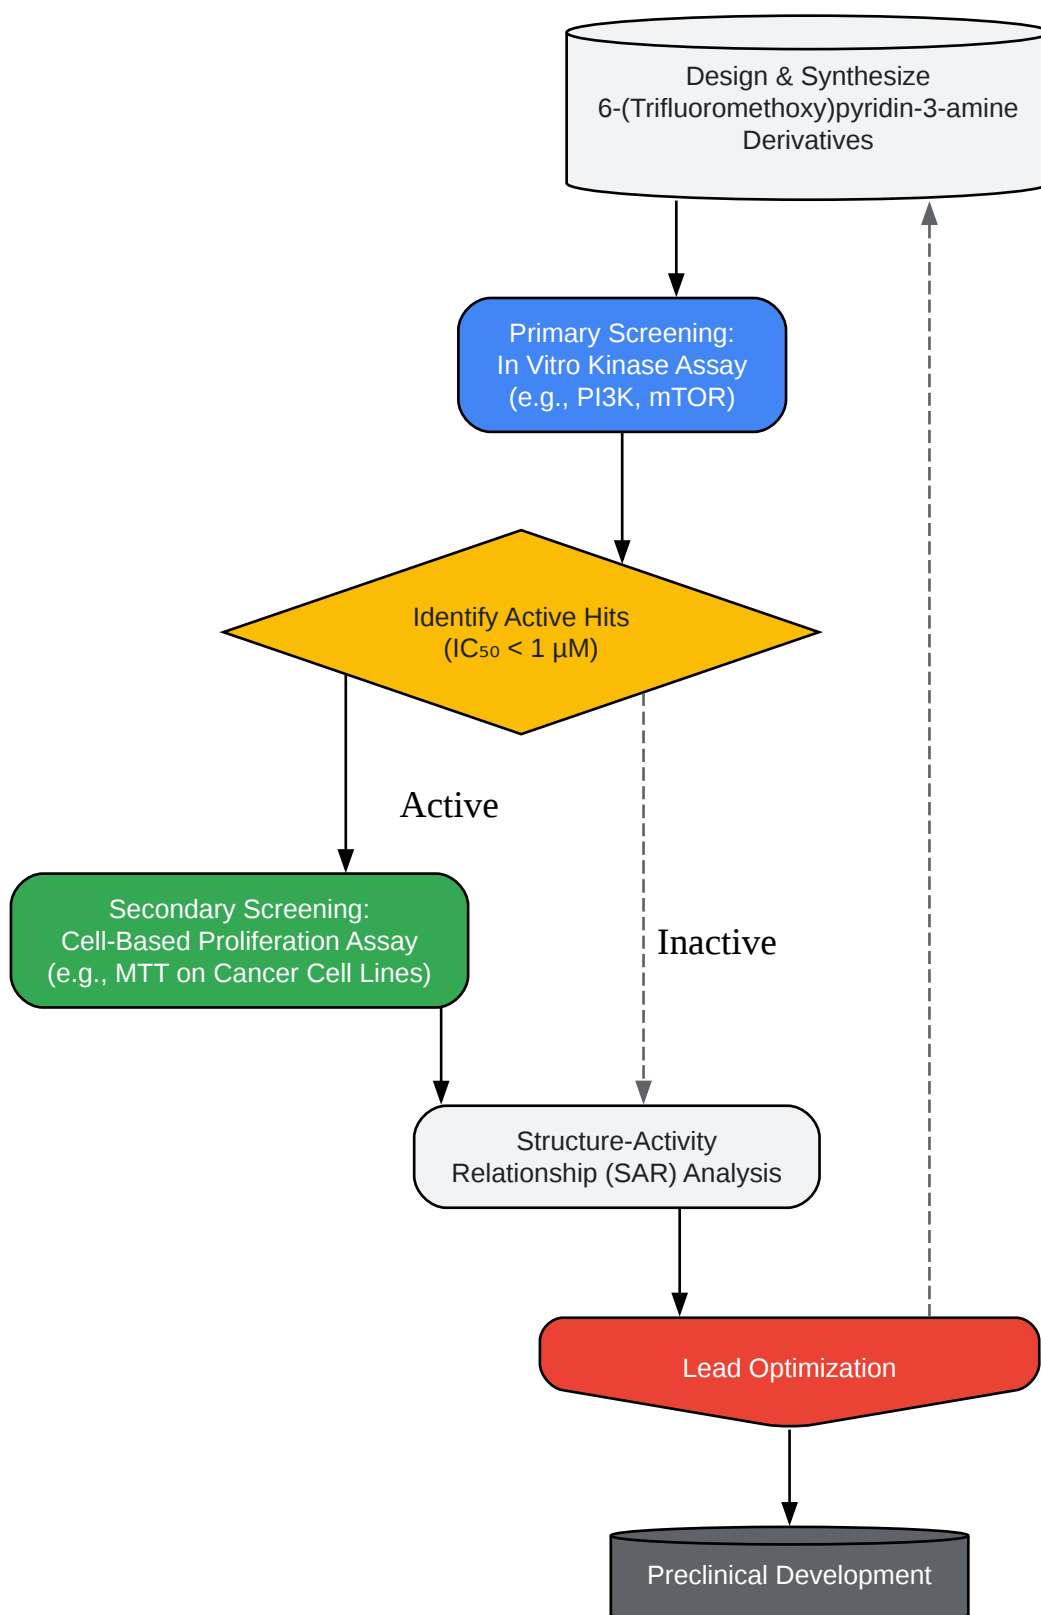 Design & Synthesize
6-(Trifluoromethoxy)pyridin-3-amine
Derivatives
Primary Screening:
In Vitro Kinase Assay
(e.g., PI3K, mTOR)
Identify Active Hits
(IC₅₀ < 1 µM)
Active
Secondary Screening:
Cell-Based Proliferation Assay
(e.g., MTT on Cancer Cell Lines)
Inactive
Structure-Activity
Relationship (SAR) Analysis
Lead Optimization
Preclinical Development